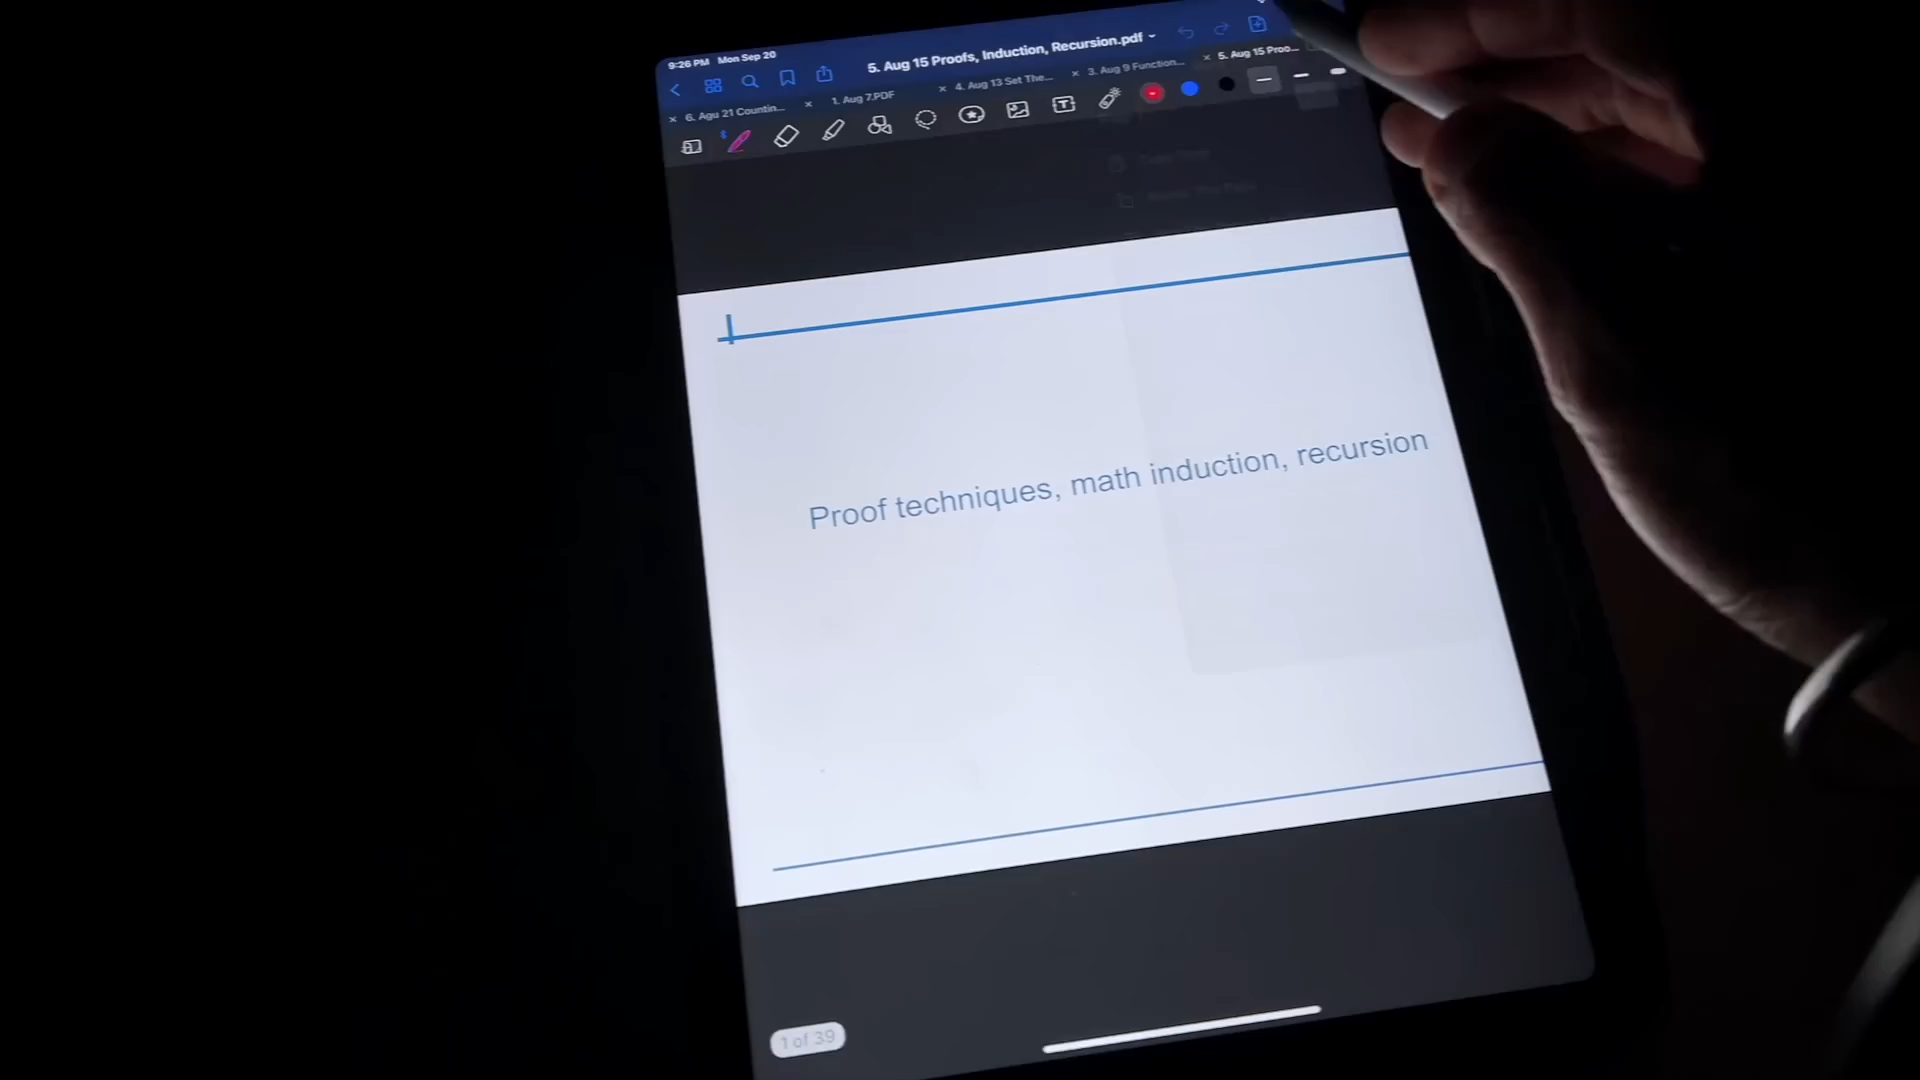 9:26 PM Mon Sep 20
5. Aug 15 Proofs, Induction, Recursion.pdf
6. Agu 21 Countin...
1. Aug 7.PDF
4. Aug 13 Set The...
3. Aug 9 Function...
5. Aug 15 Proo...
Proof techniques, math induction, recursion
1 of 39